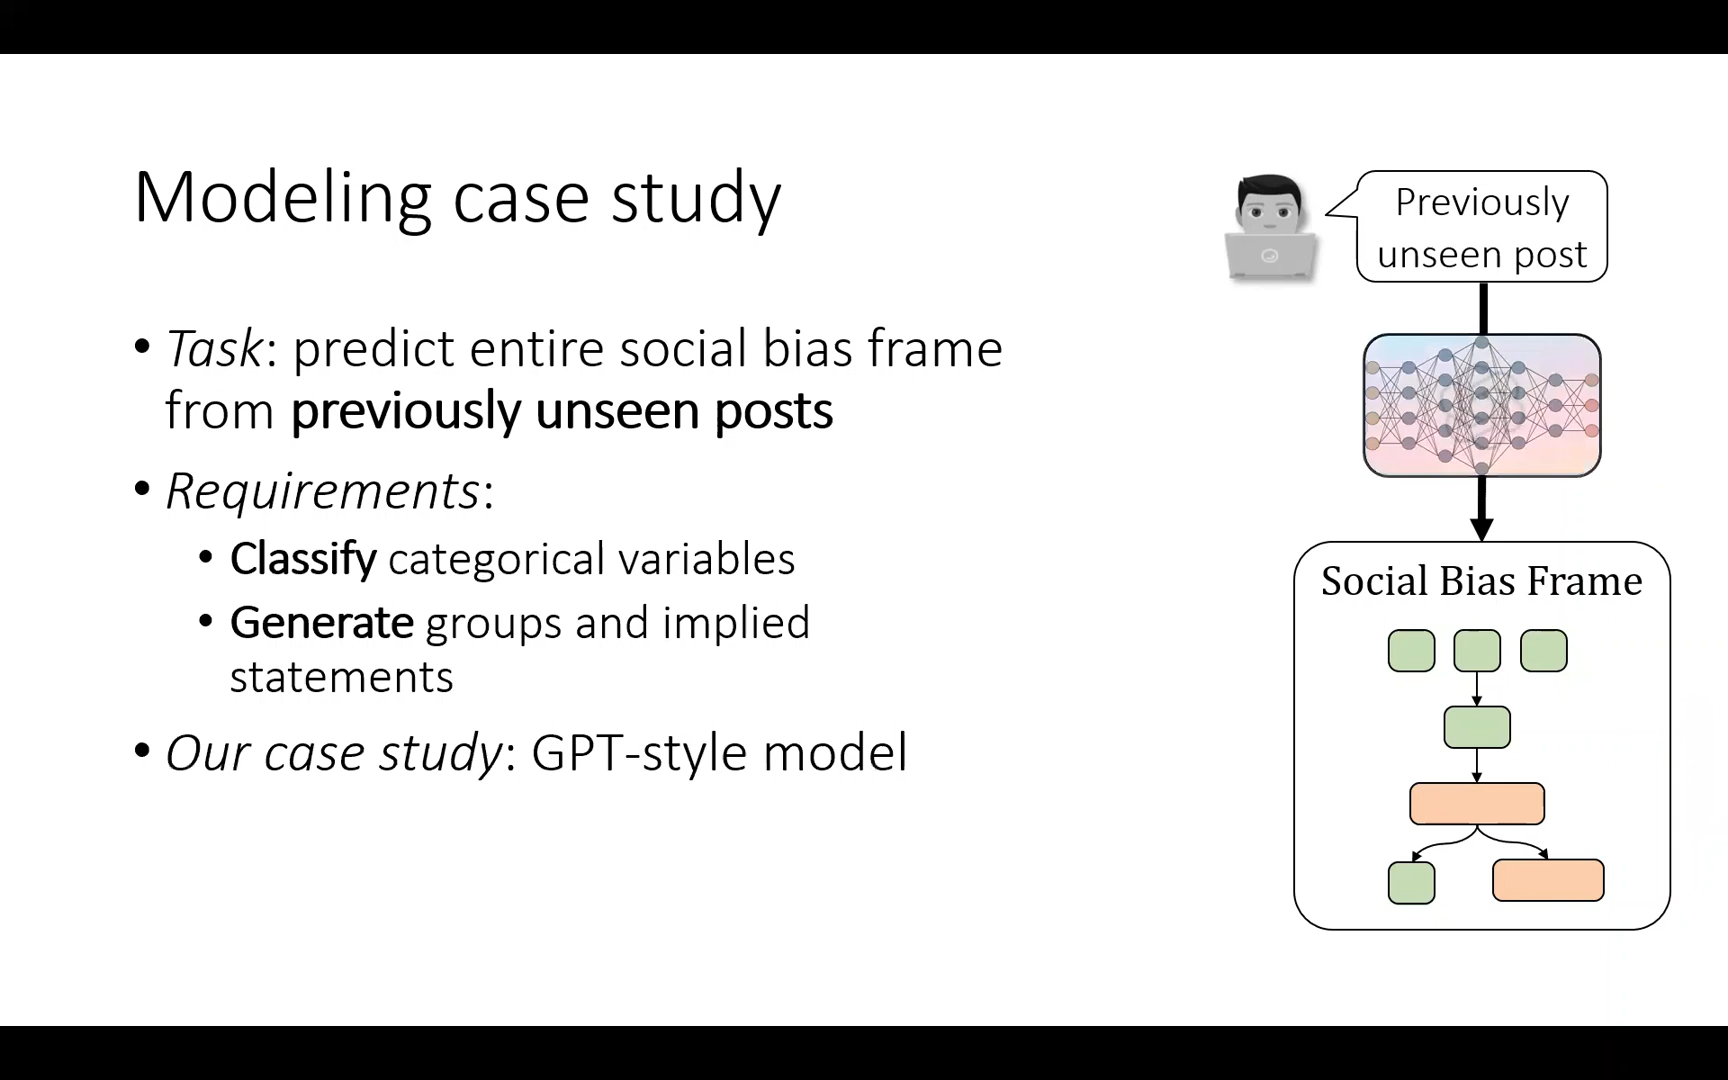 Modeling case study
• Task: predict entire social bias frame
from previously unseen posts
• Requirements:
• Classify categorical variables
• Generate groups and implied
statements
• Our case study: GPT-style model
Previously
unseen post
Social Bias Frame